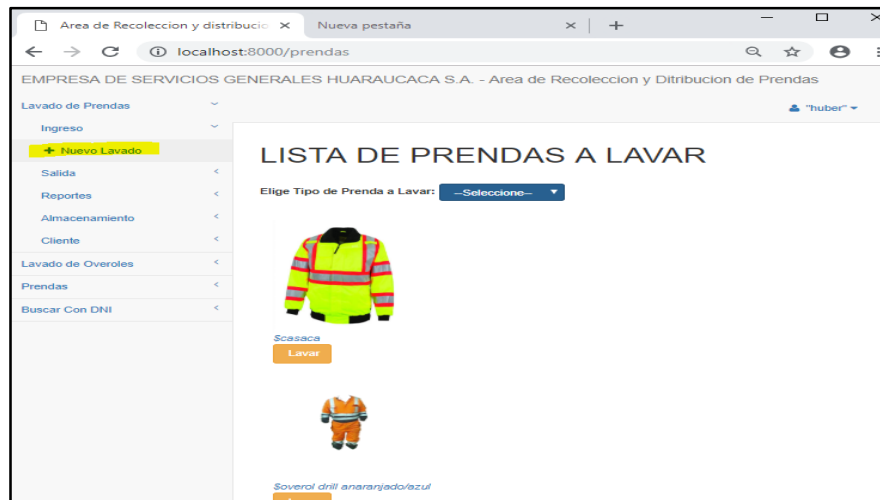 Area de Recoleccion y distribucio
Nueva pestaña
localhost:8000/prendas
EMPRESA DE SERVICIOS GENERALES HUARAUCACA S.A. - Area de Recoleccion y Ditribucion de Prendas
"huber"
Lavado de Prendas
Ingreso
+ Nuevo Lavado
Salida
Reportes
Almacenamiento
Cliente
Lavado de Overoles
Prendas
Buscar Con DNI
LISTA DE PRENDAS A LAVAR
Elige Tipo de Prenda a Lavar: --Seleccione--
Scasaca
Lavar
Soverol drill anaranjado/azul